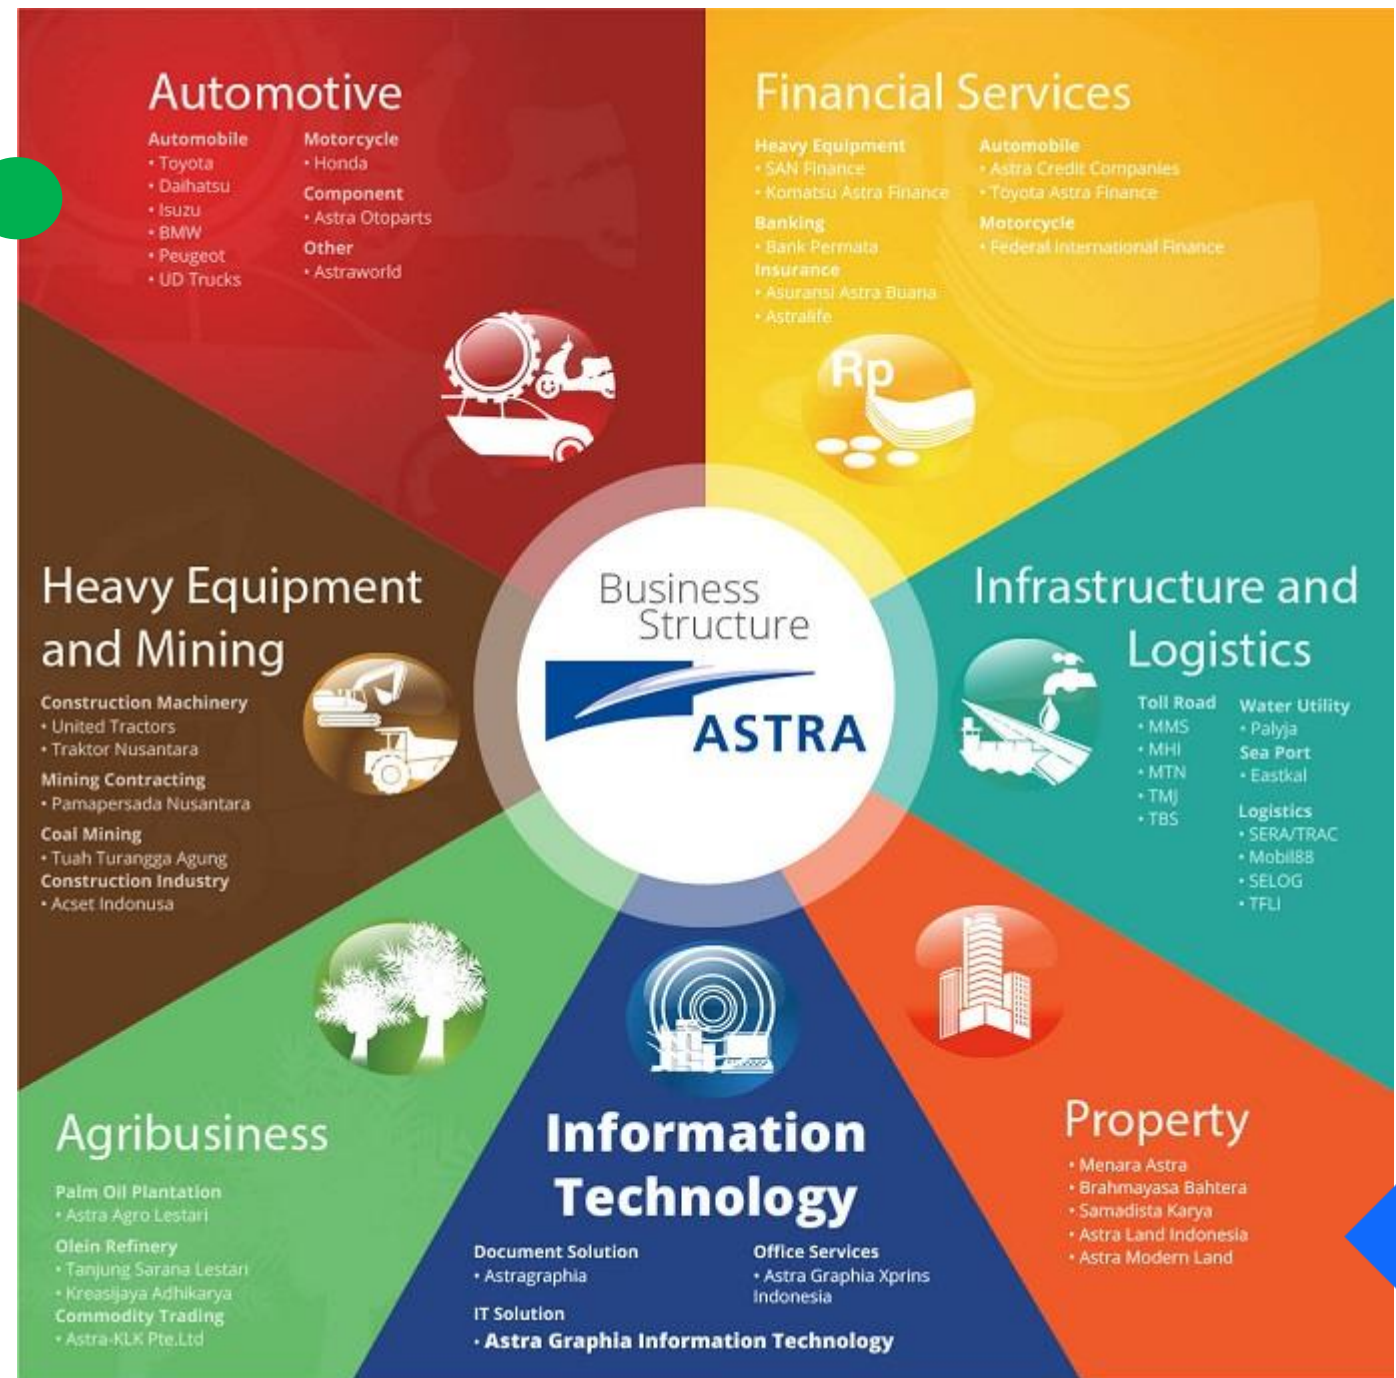 Automotive
Automobile
• Toyota
• Daihatsu
• Isuzu
• BMW
• Peugeot
• UD Trucks
Motorcycle
• Honda
Component
• Astra Otoparts
Other
• Astraworld
Financial Services
Heavy Equipment
• SAN Finance
• Komatsu Astra Finance
Banking
• Bank Permata
Insurance
• Asuransi Astra Buana
• Astralife
Automobile
• Astra Credit Companies
• Toyota Astra Finance
Motorcycle
• Federal International Finance
Rp
Heavy Equipment
and Mining
Construction Machinery
• United Tractors
• Traktor Nusantara
Mining Contracting
• Pamapersada Nusantara
Coal Mining
• Tuah Turangga Agung
Construction Industry
• Acset Indonusa
Business
Structure
ASTRA
Infrastructure and
Logistics
Toll Road
• MMS
• MHI
• MTN
• TMJ
• TBS
Water Utility
• Palyja
Sea Port
• Eastkal
Logistics
• SERA/TRAC
• Mobil88
• SELOG
• TFLI
Agribusiness
Palm Oil Plantation
• Astra Agro Lestari
Olein Refinery
• Tanjung Sarana Lestari
• Kreasijaya Adhikarya
Commodity Trading
• Astra-KLK Pte.Ltd
Information
Technology
Document Solution
• Astragraphia
IT Solution
• Astra Graphia Information Technology
Office Services
• Astra Graphia Xprins
Indonesia
Property
• Menara Astra
• Brahmayasa Bahtera
• Samadista Karya
• Astra Land Indonesia
• Astra Modern Land